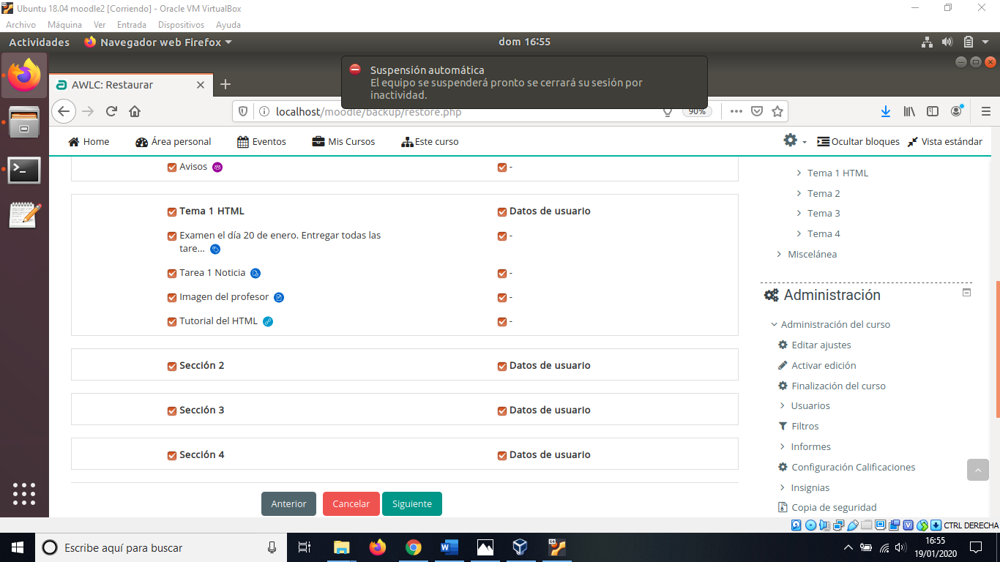 Ubuntu 18.04 moodle2 [Corriendo] - Oracle VM VirtualBox
Archivo Máquina Ver Entrada Dispositivos Ayuda
Actividades Navegador web Firefox dom 16:55
Suspensión automática
El equipo se suspenderá pronto se cerrará su sesión por
inactividad.
AWLC: Restaurar
localhost/moodle/backup/restore.php 90%
Home Área personal Eventos Mis Cursos Este curso Ocultar bloques Vista estándar
Avisos -
Tema 1 HTML Datos de usuario
Examen el día 20 de enero. Entregar todas las -
tare...
Tarea 1 Noticia -
Imagen del profesor -
Tutorial del HTML -
Sección 2 Datos de usuario
Sección 3 Datos de usuario
Sección 4 Datos de usuario
Anterior Cancelar Siguiente
Tema 1 HTML
Tema 2
Tema 3
Tema 4
Miscelánea
Administración
Administración del curso
Editar ajustes
Activar edición
Finalización del curso
Usuarios
Filtros
Informes
Configuración Calificaciones
Insignias
Copia de seguridad
CTRL DERECHA
Escribe aquí para buscar
16:55
19/01/2020